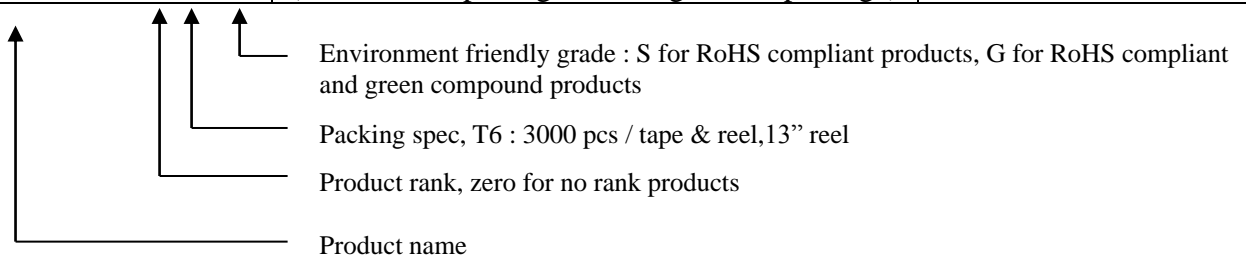 Environment friendly grade : S for RoHS compliant products, G for RoHS compliant
and green compound products
Packing spec, T6 : 3000 pcs / tape & reel,13” reel
Product rank, zero for no rank products
Product name